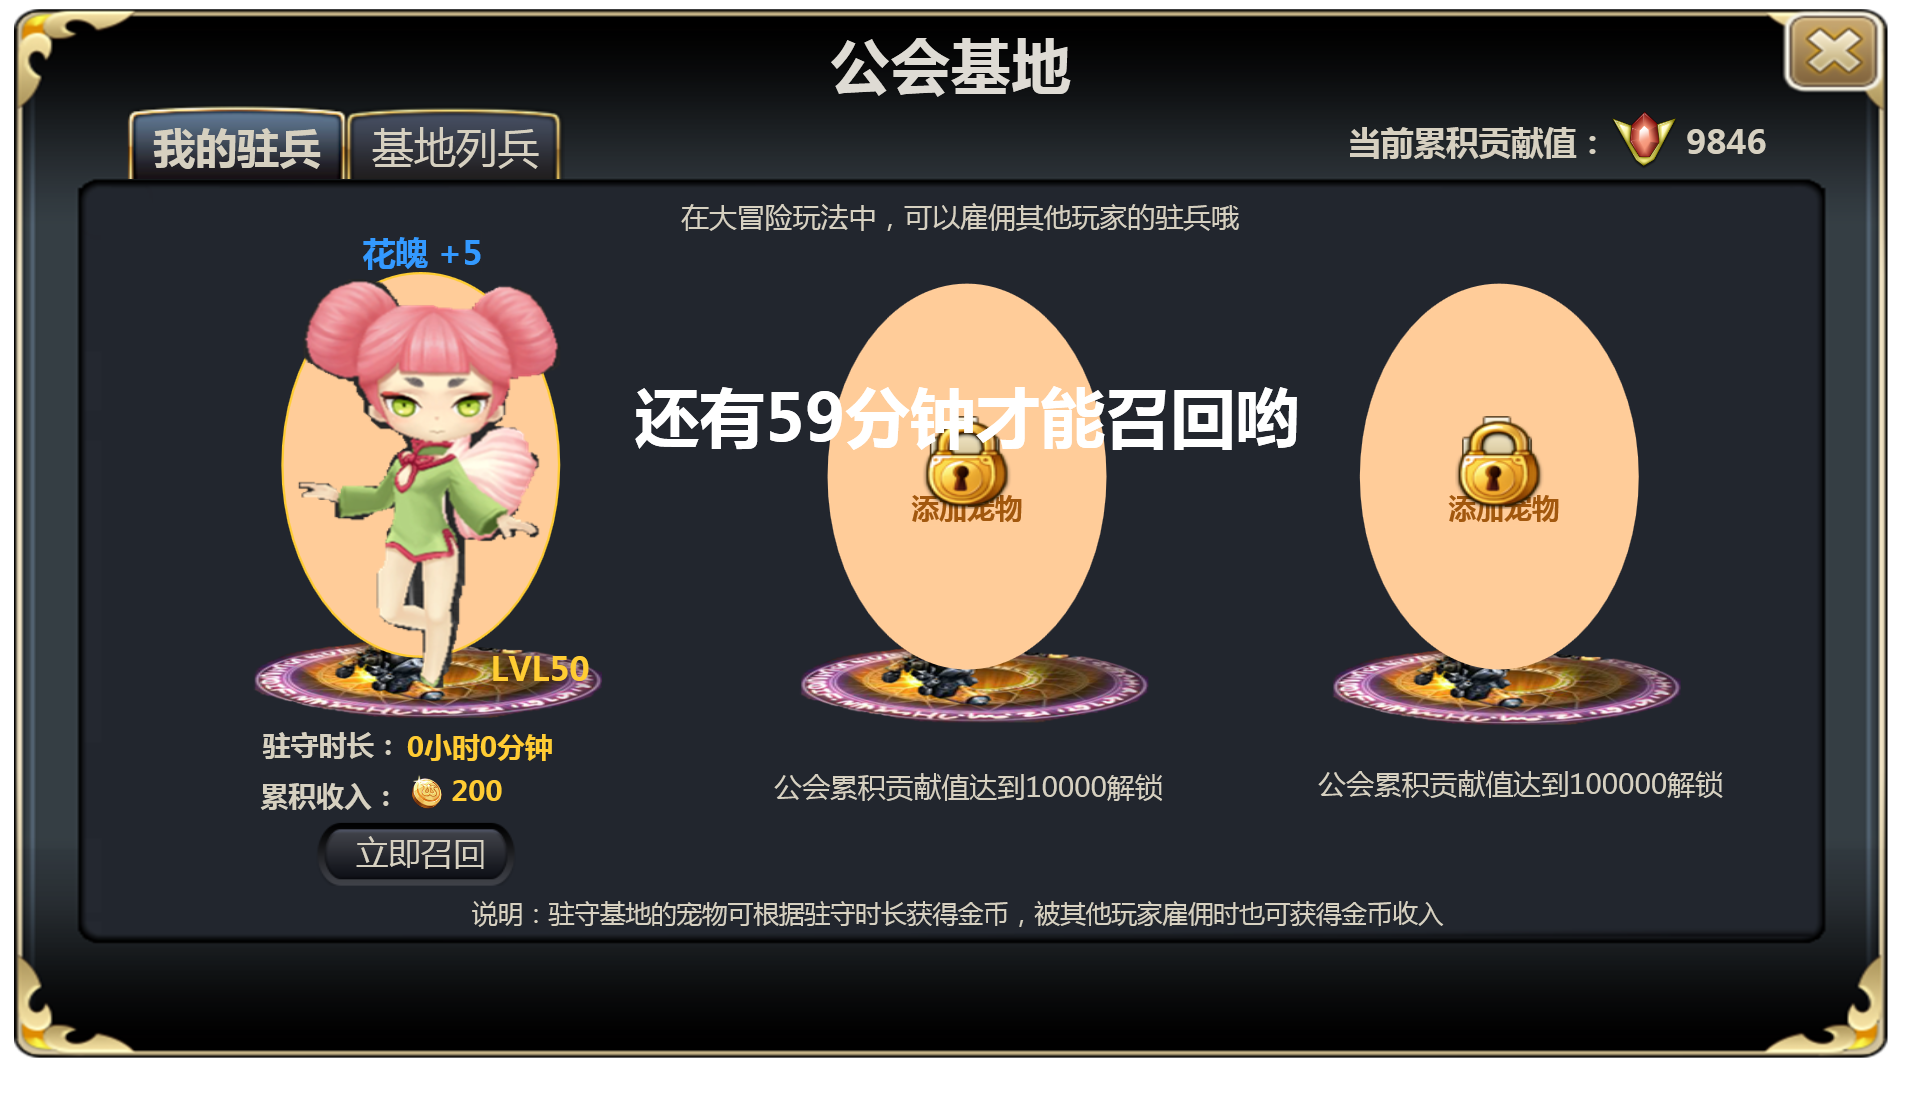 公会基地
我的驻兵
基地列兵
当前累积贡献值： 9846
在大冒险玩法中，可以雇佣其他玩家的驻兵哦
花魄 +5
还有59分钟才能召回哟
添加宠物
添加宠物
LVL50
驻守时长： 0小时0分钟
累积收入： 200
公会累积贡献值达到10000解锁
公会累积贡献值达到100000解锁
立即召回
说明：驻守基地的宠物可根据驻守时长获得金币，被其他玩家雇佣时也可获得金币收入